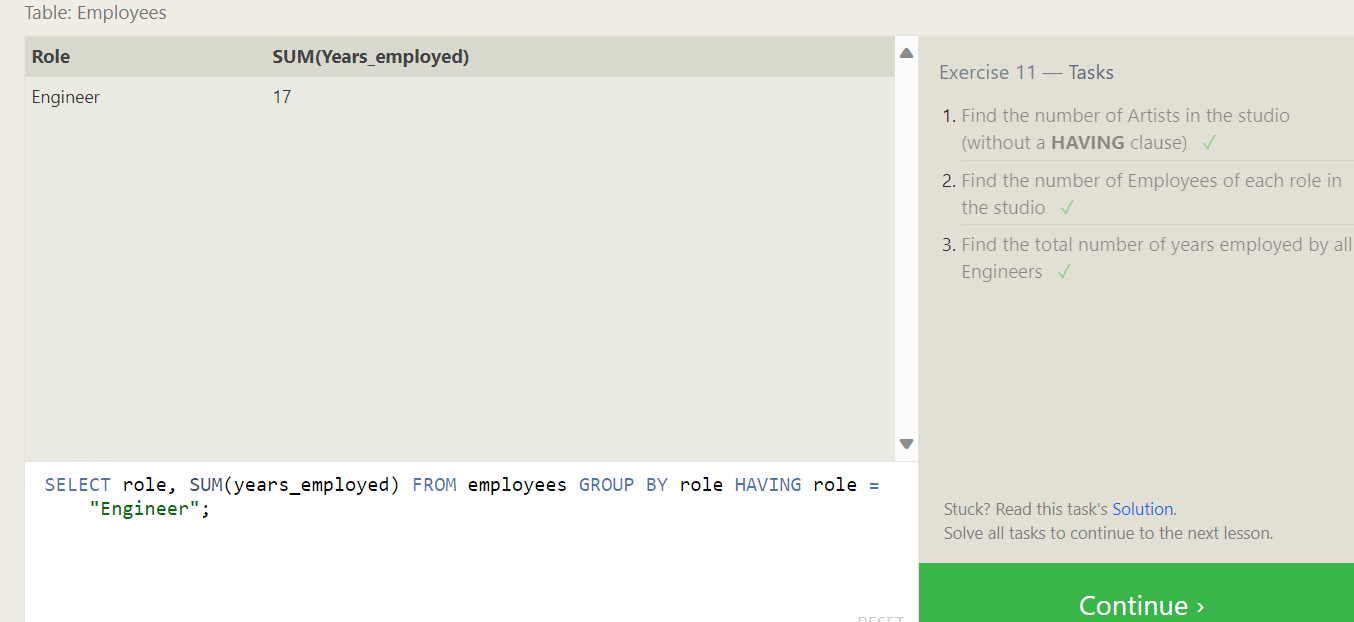 Table: Employees
Role SUM(Years_employed)
Engineer 17
SELECT role, SUM(years_employed) FROM employees GROUP BY role HAVING role =
"Engineer";
RESET
Exercise 11 — Tasks
1. Find the number of Artists in the studio
(without a HAVING clause) ✓
2. Find the number of Employees of each role in
the studio ✓
3. Find the total number of years employed by all
Engineers ✓
Stuck? Read this task's Solution.
Solve all tasks to continue to the next lesson.
Continue ›